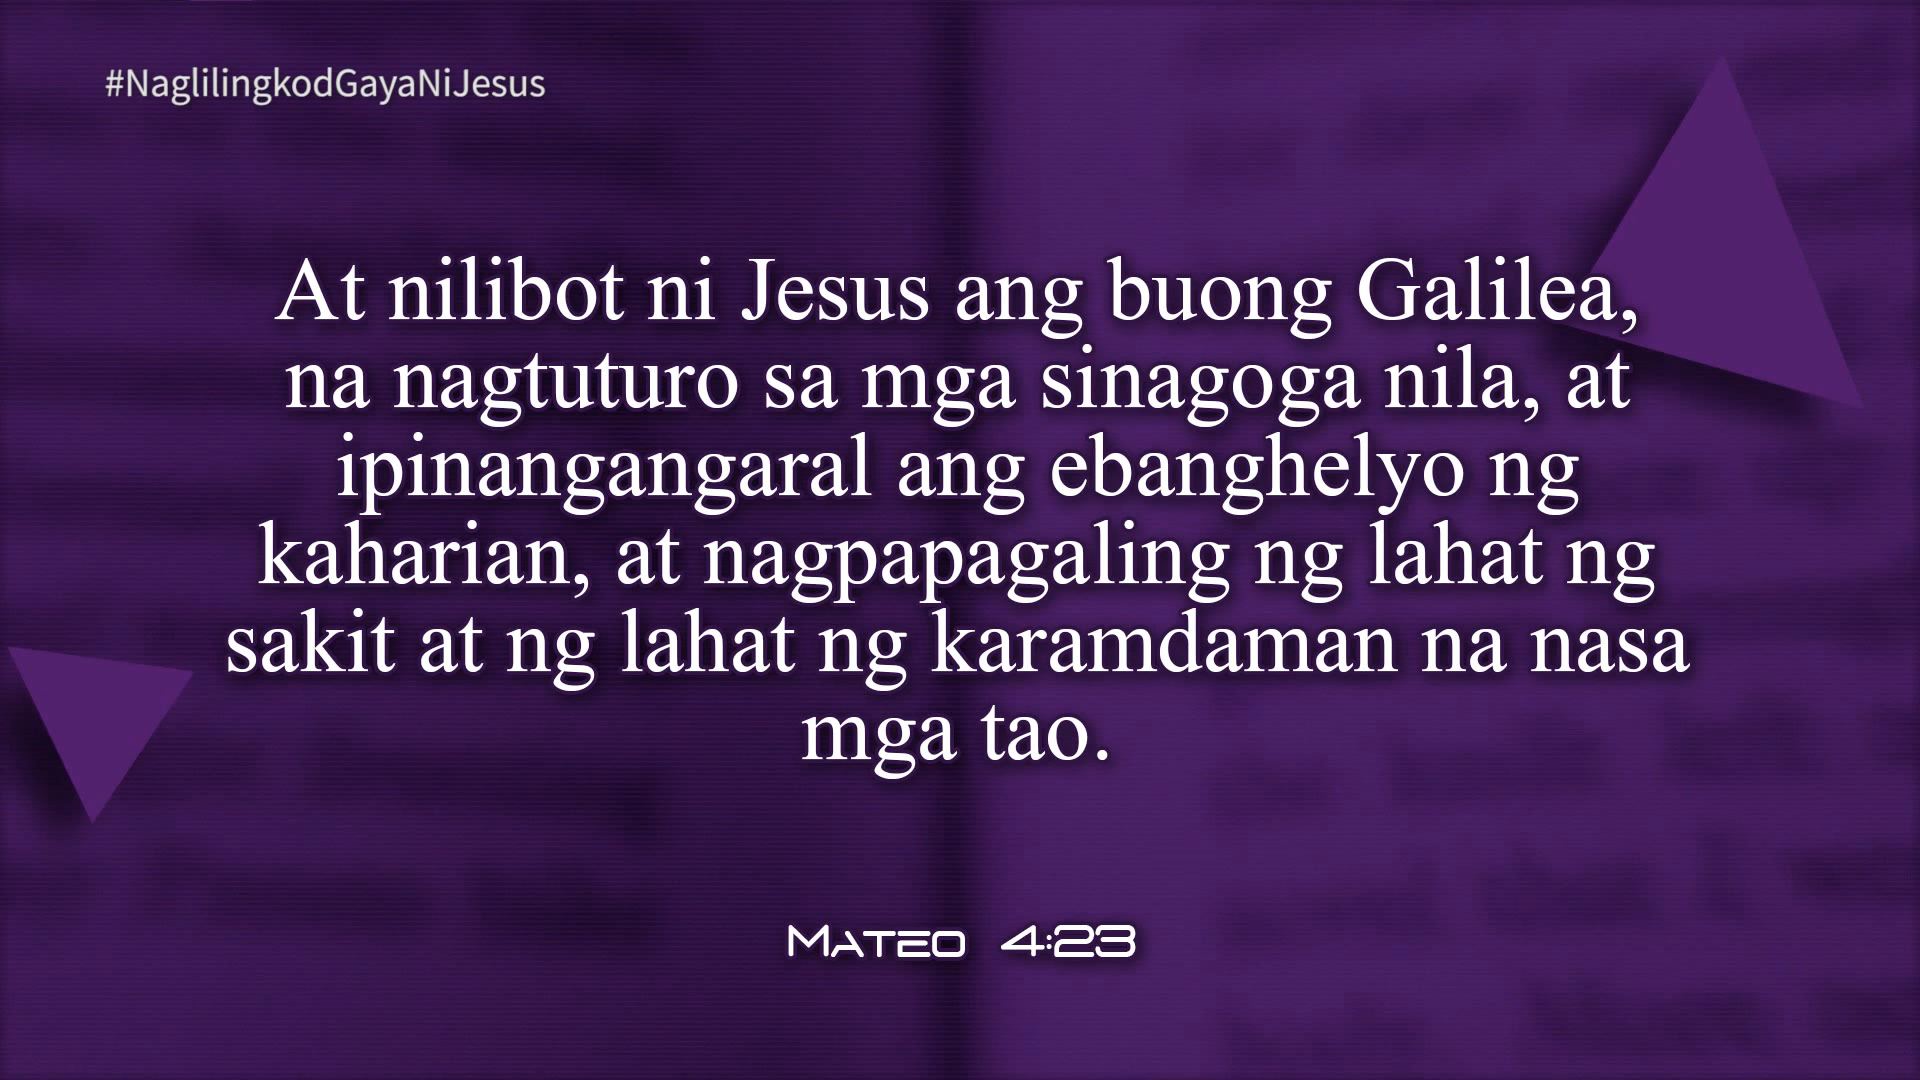 #NaglilingkodGayaNiJesus
At nilibot ni Jesus ang buong Galilea,
na nagtuturo sa mga sinagoga nila, at
ipinangangaral ang ebanghelyo ng
kaharian, at nagpapagaling ng lahat ng
sakit at ng lahat ng karamdaman na nasa
mga tao.
Mateo 4:23